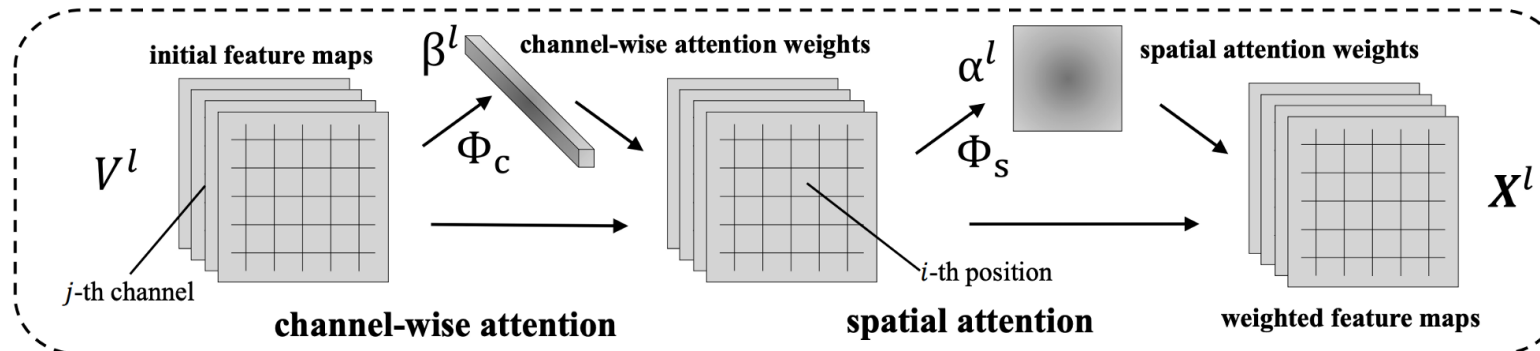 initial feature maps
β^l
channel-wise attention weights
α^l
spatial attention weights
V^l
Φ_c
Φ_s
X^l
j-th channel
i-th position
channel-wise attention
spatial attention
weighted feature maps